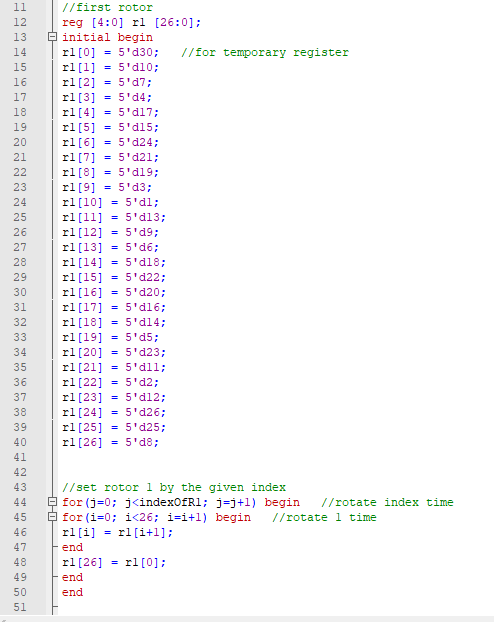 11 //first rotor
12 reg [4:0] r1 [26:0];
13 initial begin
14 r1[0] = 5'd30;   //for temporary register
15 r1[1] = 5'd10;
16 r1[2] = 5'd7;
17 r1[3] = 5'd4;
18 r1[4] = 5'd17;
19 r1[5] = 5'd15;
20 r1[6] = 5'd24;
21 r1[7] = 5'd21;
22 r1[8] = 5'd19;
23 r1[9] = 5'd3;
24 r1[10] = 5'd1;
25 r1[11] = 5'd13;
26 r1[12] = 5'd9;
27 r1[13] = 5'd6;
28 r1[14] = 5'd18;
29 r1[15] = 5'd22;
30 r1[16] = 5'd20;
31 r1[17] = 5'd16;
32 r1[18] = 5'd14;
33 r1[19] = 5'd5;
34 r1[20] = 5'd23;
35 r1[21] = 5'd11;
36 r1[22] = 5'd2;
37 r1[23] = 5'd12;
38 r1[24] = 5'd26;
39 r1[25] = 5'd25;
40 r1[26] = 5'd8;
41
42
43 //set rotor 1 by the given index
44 for(j=0; j<indexOfR1; j=j+1) begin   //rotate index time
45 for(i=0; i<26; i=i+1) begin   //rotate 1 time
46 r1[i] = r1[i+1];
47 end
48 r1[26] = r1[0];
49 end
50 end
51